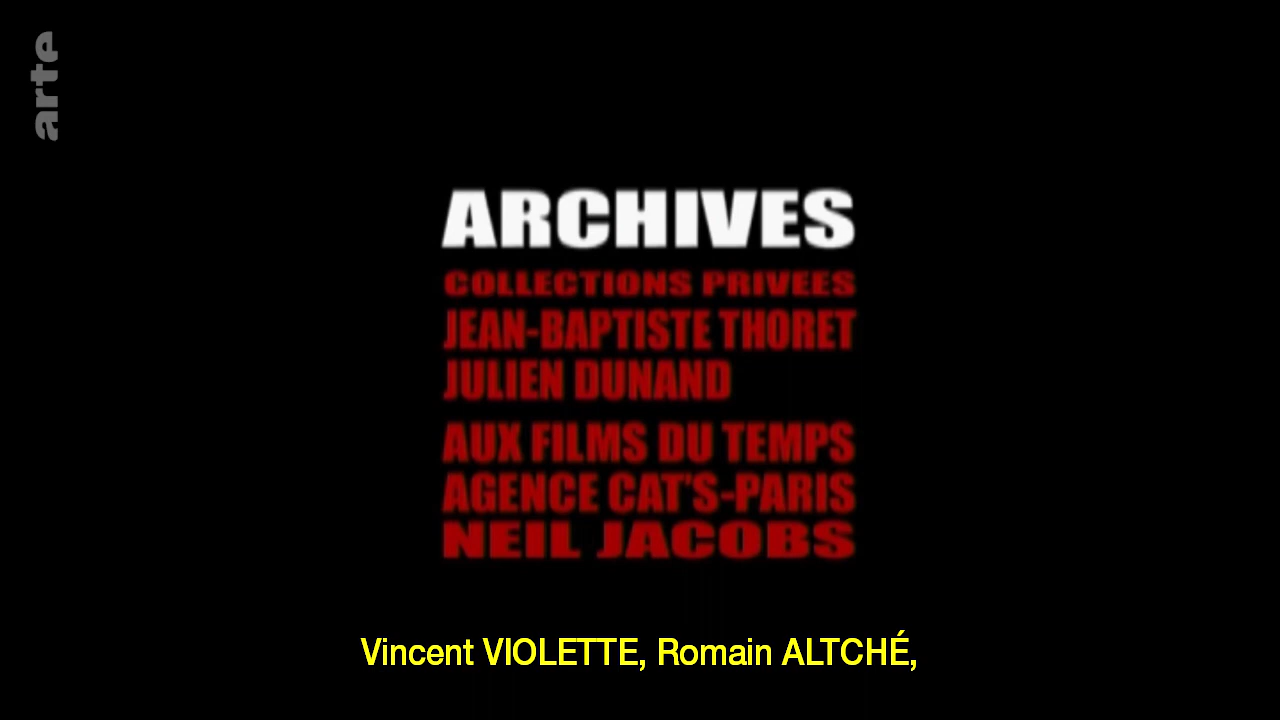 arte
ARCHIVES
COLLECTIONS PRIVEES
JEAN-BAPTISTE THORET
JULIEN DUNAND
AUX FILMS DU TEMPS
AGENCE CAT'S-PARIS
NEIL JACOBS
Vincent VIOLETTE, Romain ALTCHÉ,